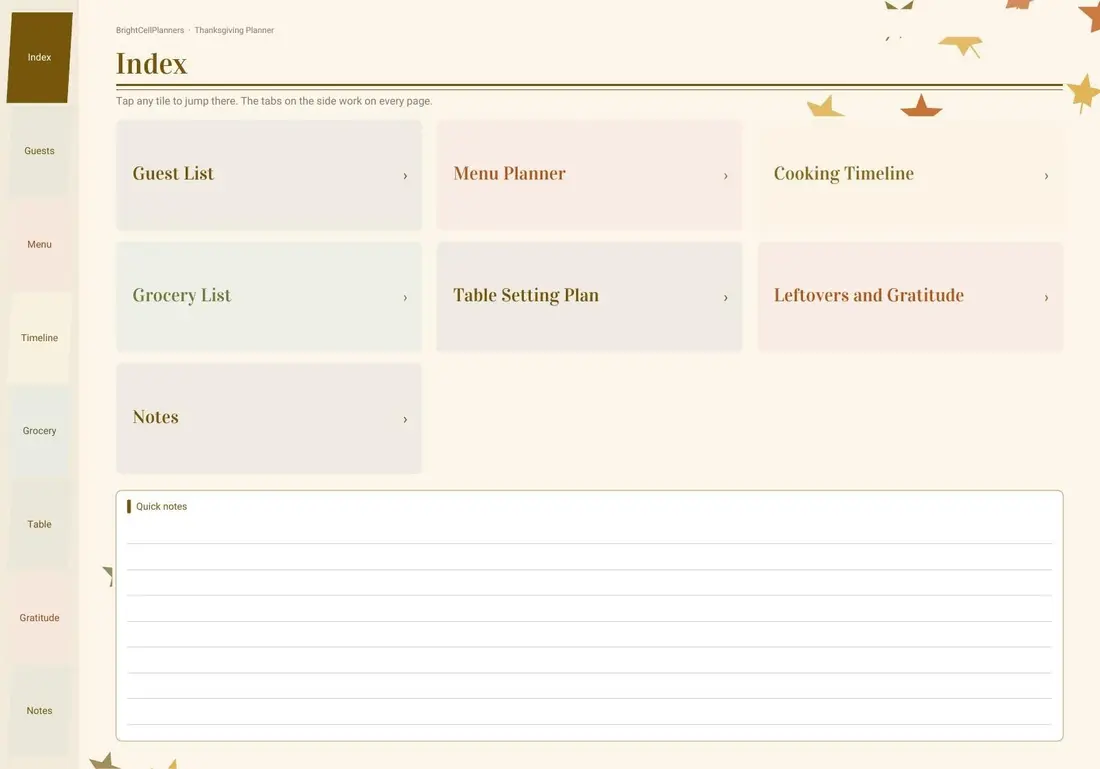 BrightCellPlanners · Thanksgiving Planner
Index
Tap any tile to jump there. The tabs on the side work on every page.
Index
Guests
Menu
Timeline
Grocery
Table
Gratitude
Notes
Guest List ›
Menu Planner ›
Cooking Timeline ›
Grocery List ›
Table Setting Plan ›
Leftovers and Gratitude ›
Notes ›
Quick notes